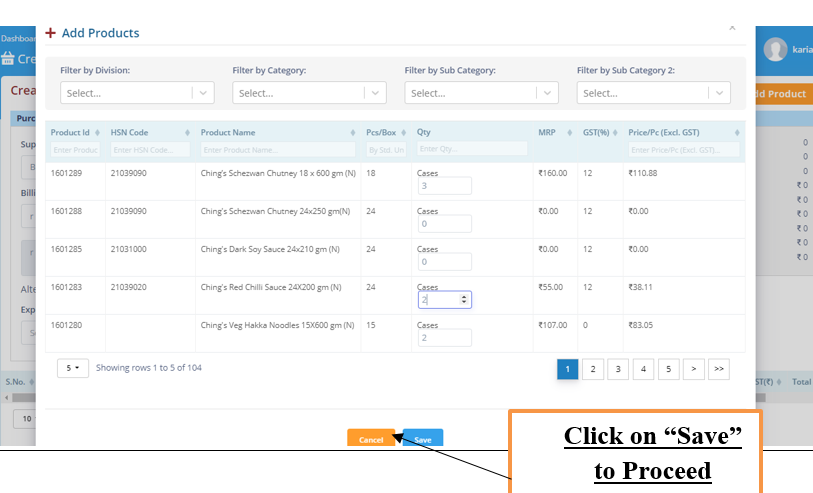 Add Products
Dashboar
Cre
karia
Crea
dd Product
Filter by Division:
Filter by Category:
Filter by Sub Category:
Filter by Sub Category 2:
Select...
Select...
Select...
Select...
Purc
Product Id
HSN Code
Product Name
Pcs/Box
Qty
MRP
GST(%)
Price/Pc (Excl. GST)
Enter Produc
Enter HSN Code...
Enter Product Name...
By Std. Un
Enter Qty...
Enter Price/Pc (Excl. GST)...
Sup
B
Billi
r
r
Alte
Exp
S
1601289 21039090 Ching's Schezwan Chutney 18 x 600 gm (N) 18 Cases ₹160.00 12 ₹110.88
3
1601288 21039090 Ching's Schezwan Chutney 24x250 gm(N) 24 Cases ₹0.00 12 ₹0.00
0
1601285 21031000 Ching's Dark Soy Sauce 24x210 gm (N) 24 Cases ₹0.00 12 ₹0.00
0
1601283 21039020 Ching's Red Chilli Sauce 24X200 gm (N) 24 Cases ₹55.00 12 ₹38.11
2
1601280 Ching's Veg Hakka Noodles 15X600 gm (N) 15 Cases ₹107.00 0 ₹83.05
2
0
0
0
₹ 0
₹ 0
₹ 0
₹ 0
₹ 0
₹ 0
5
Showing rows 1 to 5 of 104
1 2 3 4 5 > >>
S.No.
ST(₹)
Total
10
Cancel
Save
Click on “Save”
to Proceed